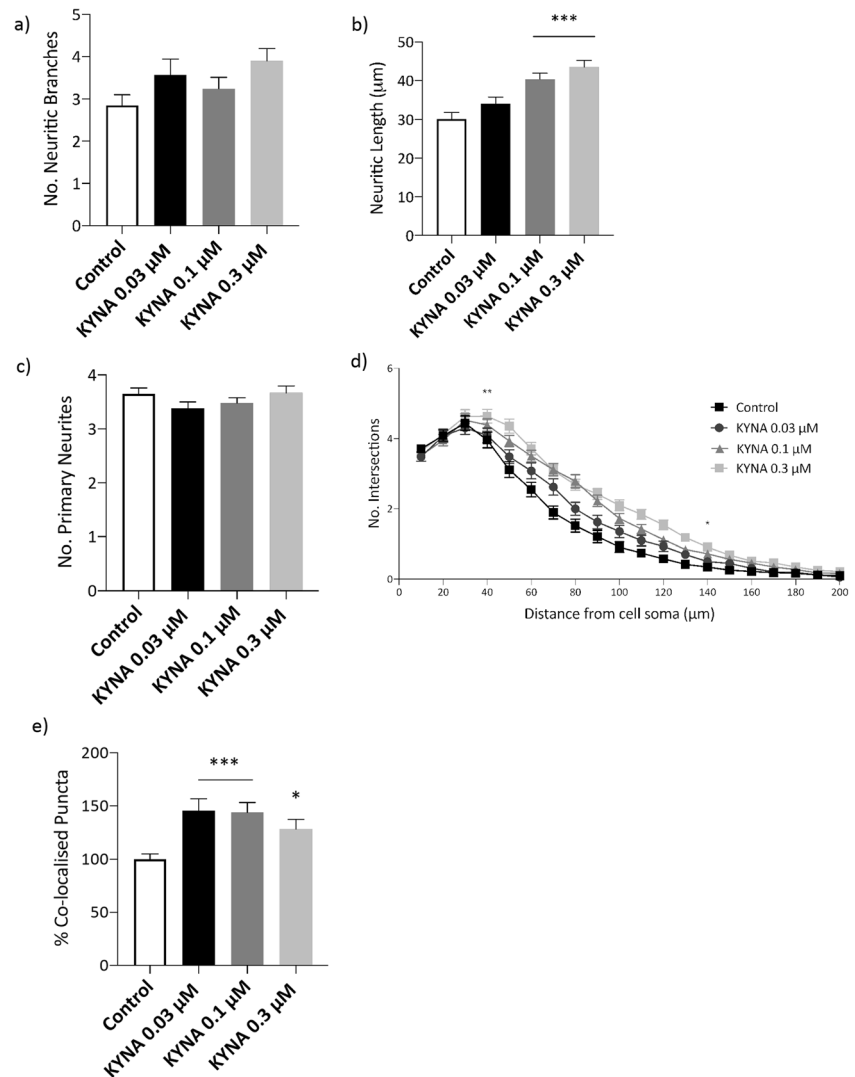 a)
No. Neuritic Branches
5
4
3
2
1
0
Control
KYNA 0.03 µM
KYNA 0.1 µM
KYNA 0.3 µM
b)
***
Neuritic Length (µm)
50
40
30
20
10
0
Control
KYNA 0.03 µM
KYNA 0.1 µM
KYNA 0.3 µM
c)
No. Primary Neurites
4
3
2
1
0
Control
KYNA 0.03 µM
KYNA 0.1 µM
KYNA 0.3 µM
d)
No. Intersections
6
4
2
0
**
*
Control
KYNA 0.03 µM
KYNA 0.1 µM
KYNA 0.3 µM
0 20 40 60 80 100 120 140 160 180 200
Distance from cell soma (µm)
e)
% Co-localised Puncta
200
150
100
50
0
***
*
Control
KYNA 0.03 µM
KYNA 0.1 µM
KYNA 0.3 µM